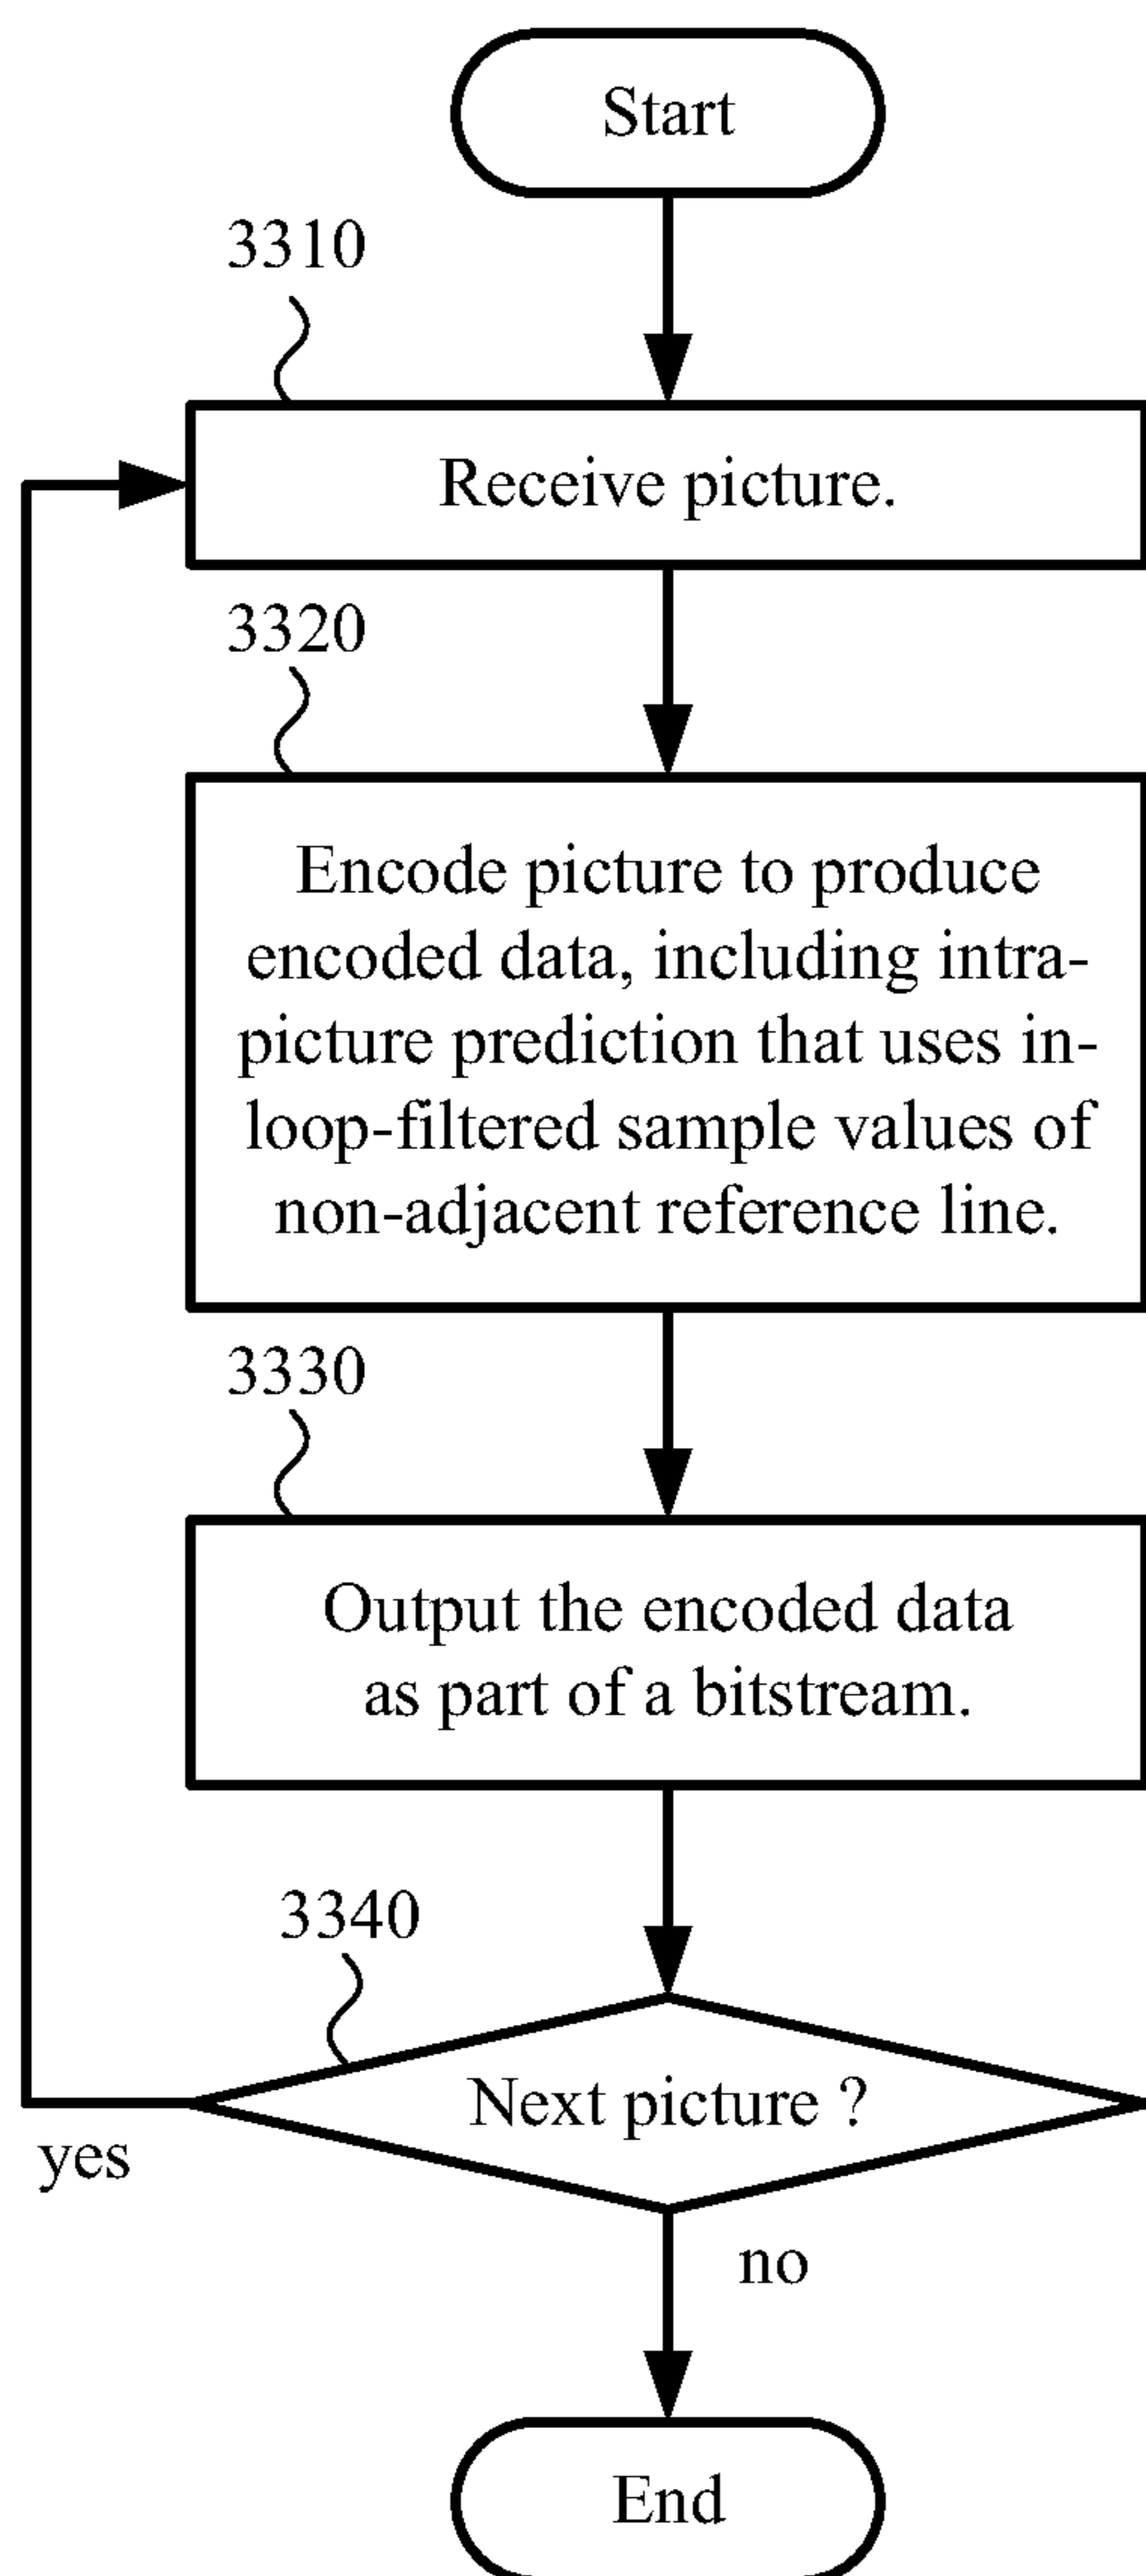 Start
3310
Receive picture.
3320
Encode picture to produce
encoded data, including intra-
picture prediction that uses in-
loop-filtered sample values of
non-adjacent reference line.
3330
Output the encoded data
as part of a bitstream.
3340
Next picture ?
yes
no
End